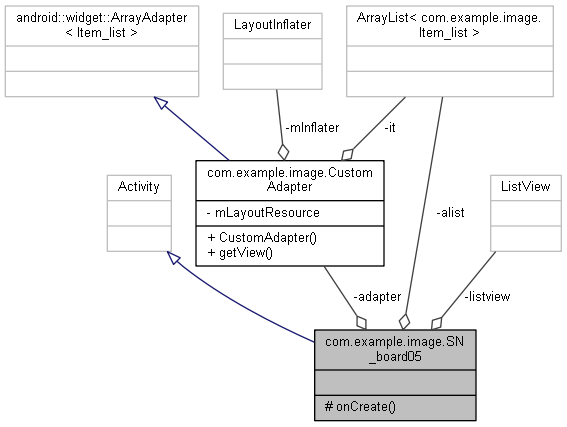 android::widget::ArrayAdapter
< Item_list >
LayoutInflater
ArrayList< com.example.image.
Item_list >
-mInflater
-it
com.example.image.Custom
Adapter
- mLayoutResource
+ CustomAdapter()
+ getView()
Activity
ListView
-alist
-adapter
-listview
com.example.image.SN
_board05
# onCreate()